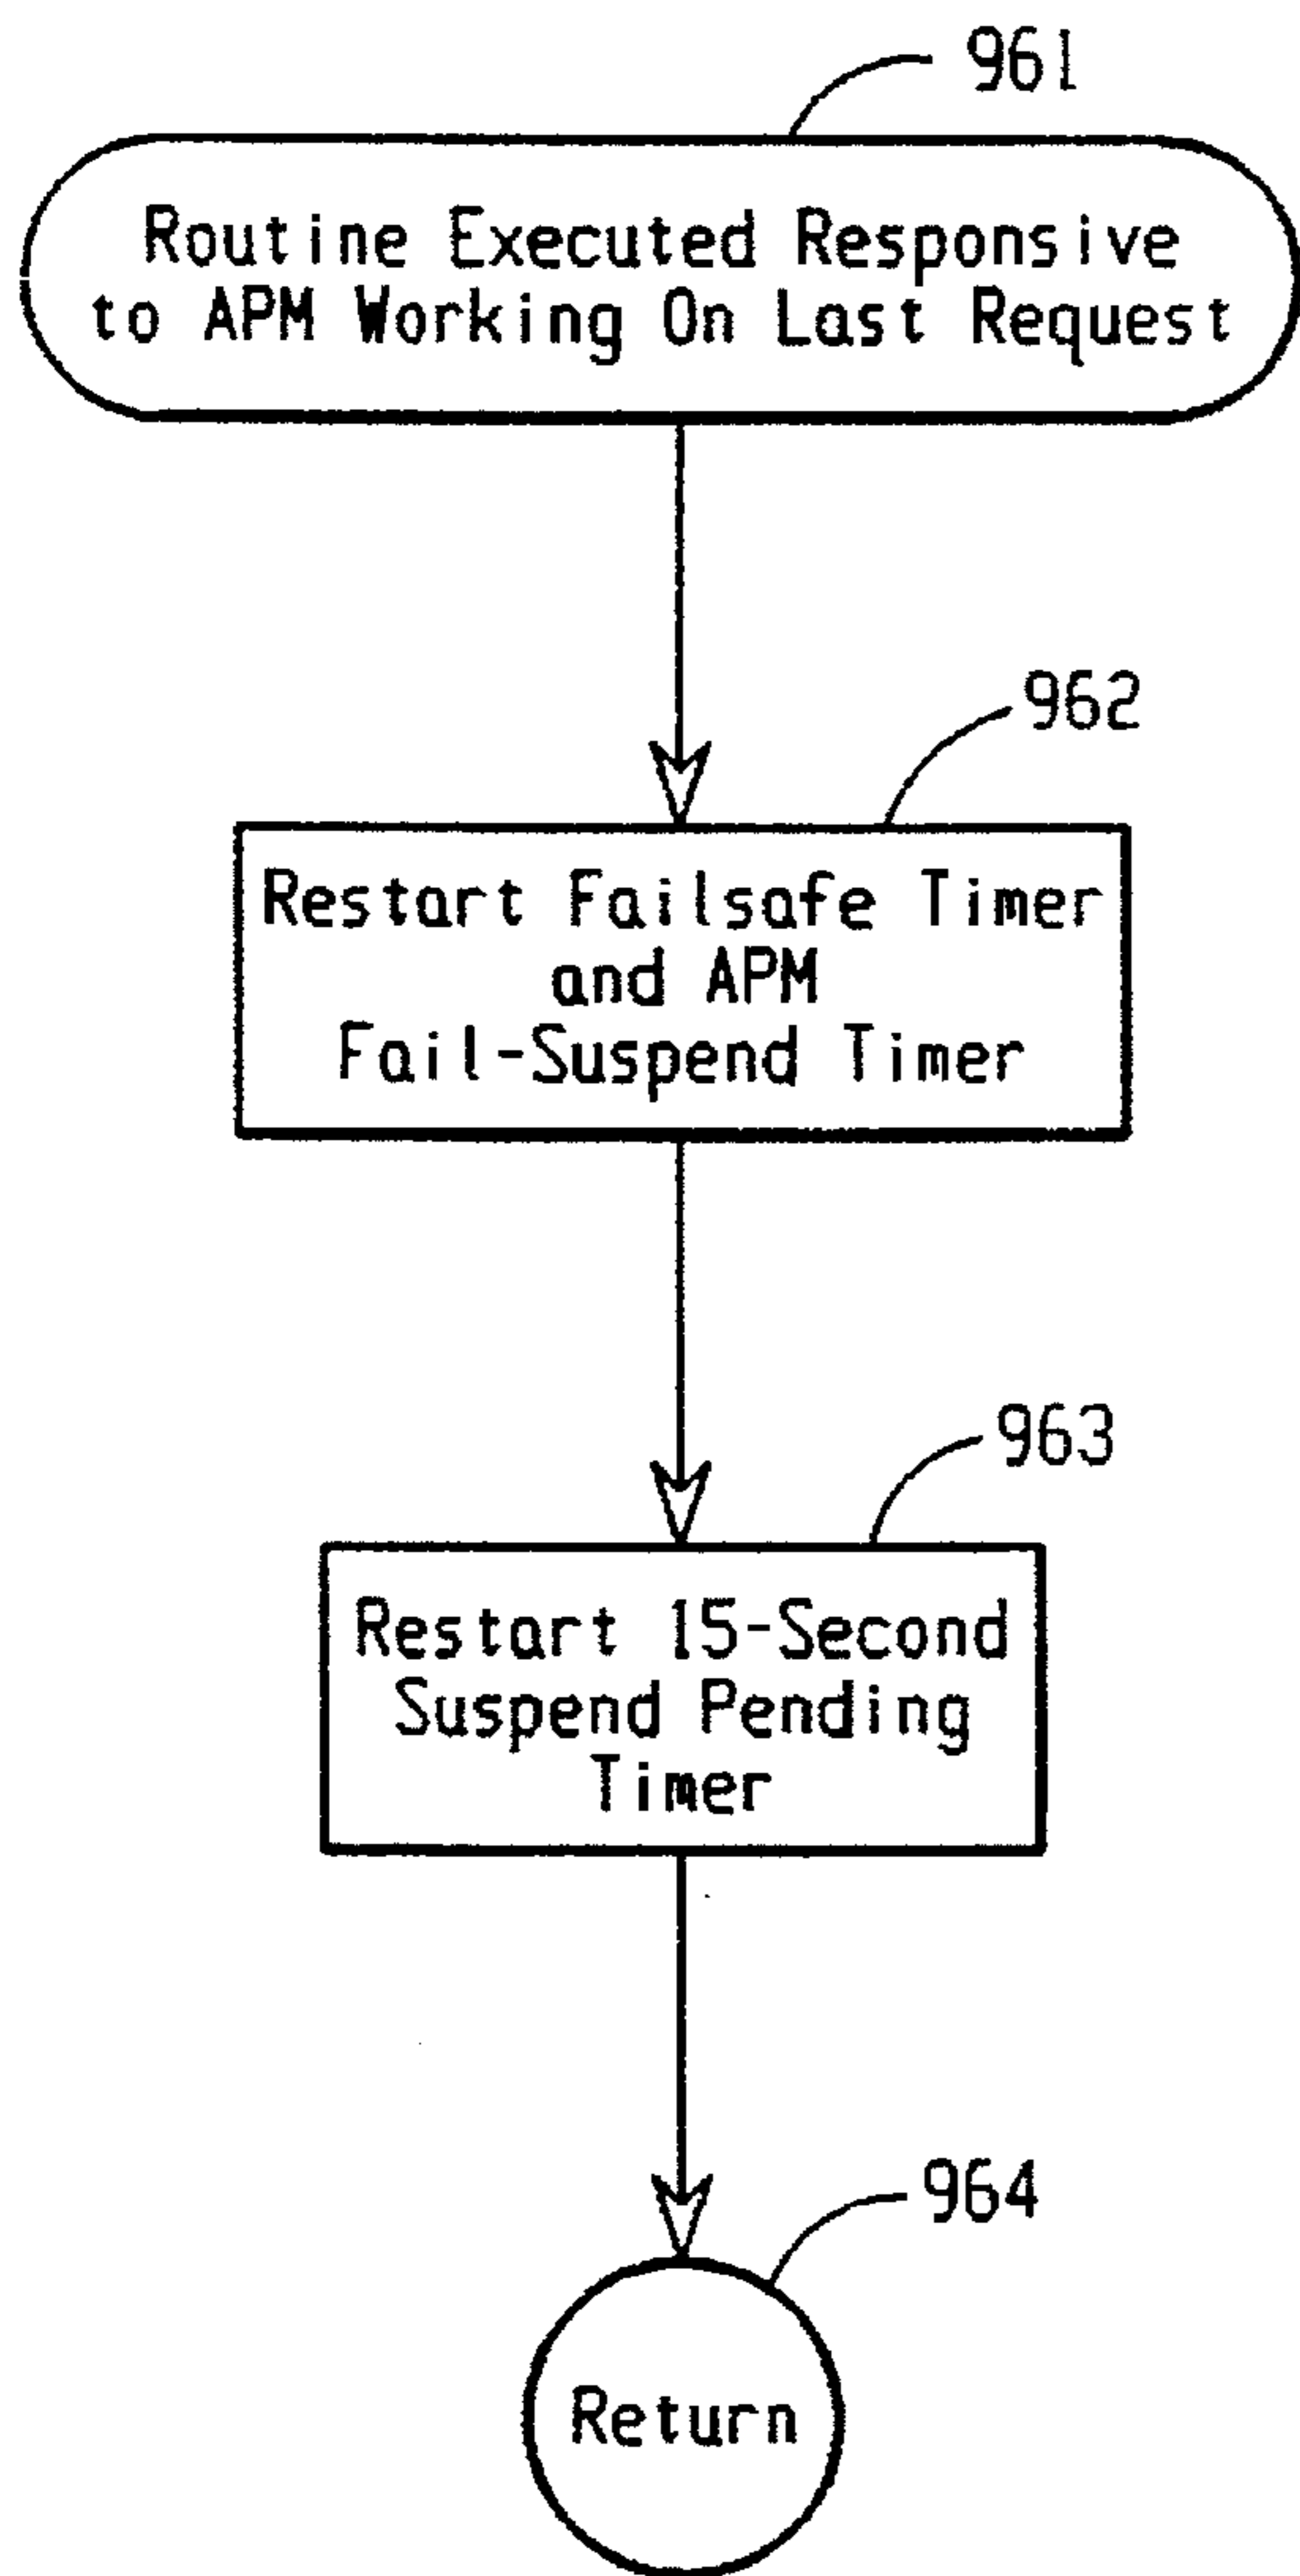 961
Routine Executed Responsive
to APM Working On Last Request
962
Restart Failsafe Timer
and APM
Fail-Suspend Timer
963
Restart 15-Second
Suspend Pending
Timer
964
Return